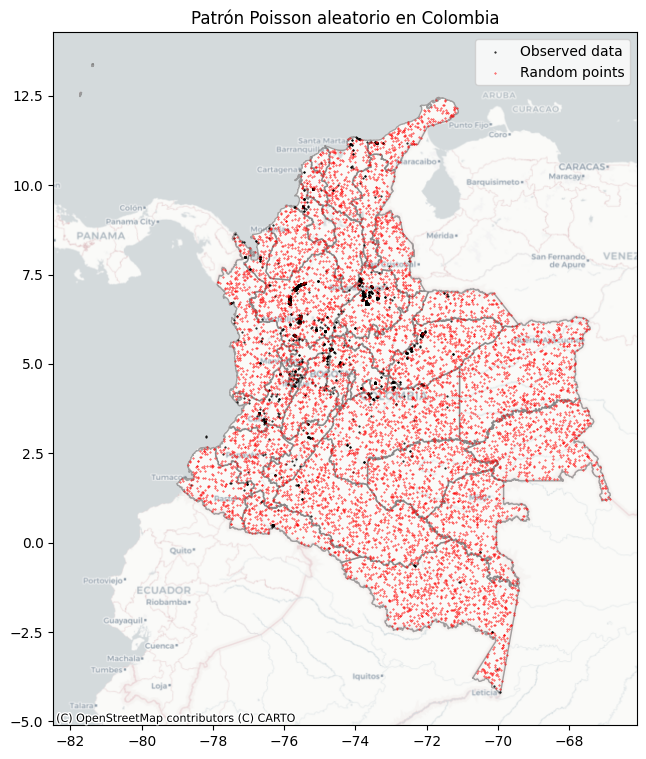 Patrón Poisson aleatorio en Colombia
Observed data
Random points
12.5
10.0
7.5
5.0
2.5
0.0
−2.5
−5.0
−82
−80
−78
−76
−74
−72
−70
−68
ARUBA
CURAÇAO
Punto Fijo
Coro
Santa Marta
Barranquilla
Cartagena
Maracaibo
CARACAS
Maracay
Barquisimeto
Colón
Panama City
PANAMA
Mérida
San Fernando
de Apure
VENEZ
Tumaco
Quito
Portoviejo
ECUADOR
Riobamba
Guayaquil
Cuenca
Machala
Tumbes
Loja
Talara
Iquitos
Leticia
(C) OpenStreetMap contributors (C) CARTO